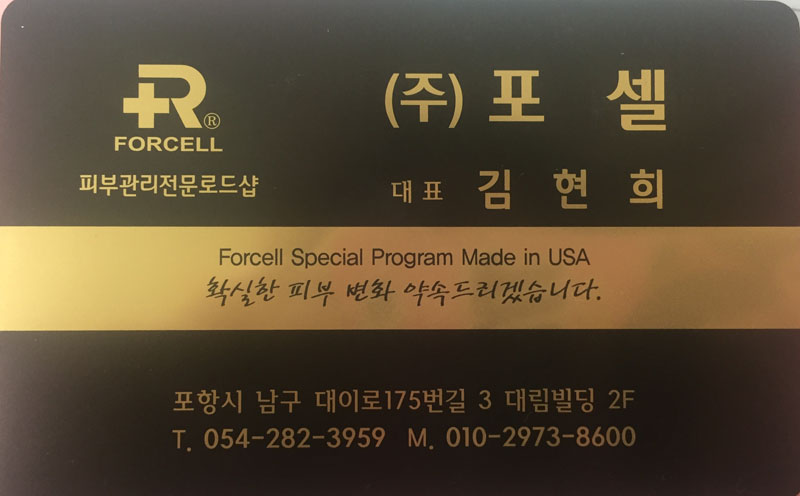 R®
FORCELL
피부관리전문로드샵
(주) 포 셀
대표 김 현 희
Forcell Special Program Made in USA
확실한 피부 변화 약속드리겠습니다.
포항시 남구 대이로175번길 3 대림빌딩 2F
T. 054-282-3959 M. 010-2973-8600